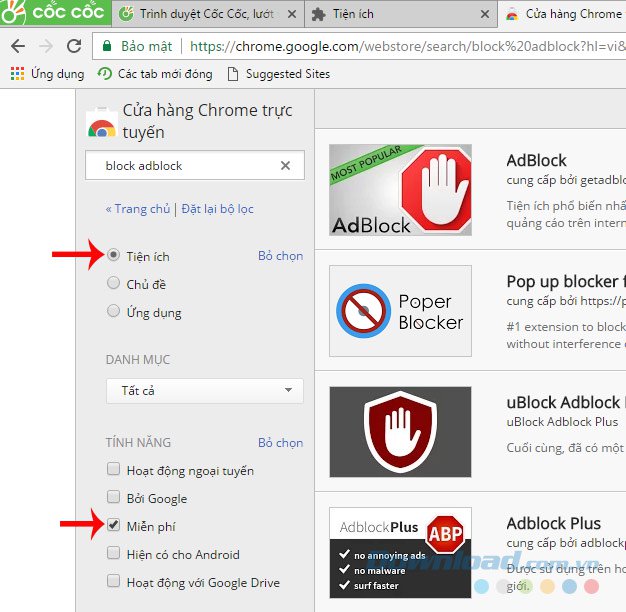 cốc cốc
Trình duyệt Cốc Cốc, lướt
Tiện ích
Cửa hàng Chrome
Bảo mật
https://chrome.google.com/webstore/search/block%20adblock?hl=vi&
Ứng dụng
Các tab mới đóng
Suggested Sites
Cửa hàng Chrome trực
tuyến
block adblock
« Trang chủ | Đặt lại bộ lọc
Tiện ích
Bỏ chọn
Chủ đề
Ứng dụng
DANH MỤC
Tất cả
TÍNH NĂNG
Bỏ chọn
Hoạt động ngoại tuyến
Bởi Google
Miễn phí
Hiện có cho Android
Hoạt động với Google Drive
MOST POPULAR
AdBlock
AdBlock
cung cấp bởi getadblo
Tiện ích phổ biến nhấ
quảng cáo trên intern
Poper
Blocker
Pop up blocker f
cung cấp bởi https://p
#1 extension to block
without interference
uBlock Adblock
uBlock Adblock Plus
Cuối cùng, đã có một
AdblockPlus
ABP
no annoying ads
no malware
surf faster
Adblock Plus
cung cấp bởi adblockp
Được sử dụng trên hơ
giới.
Download.com.vn